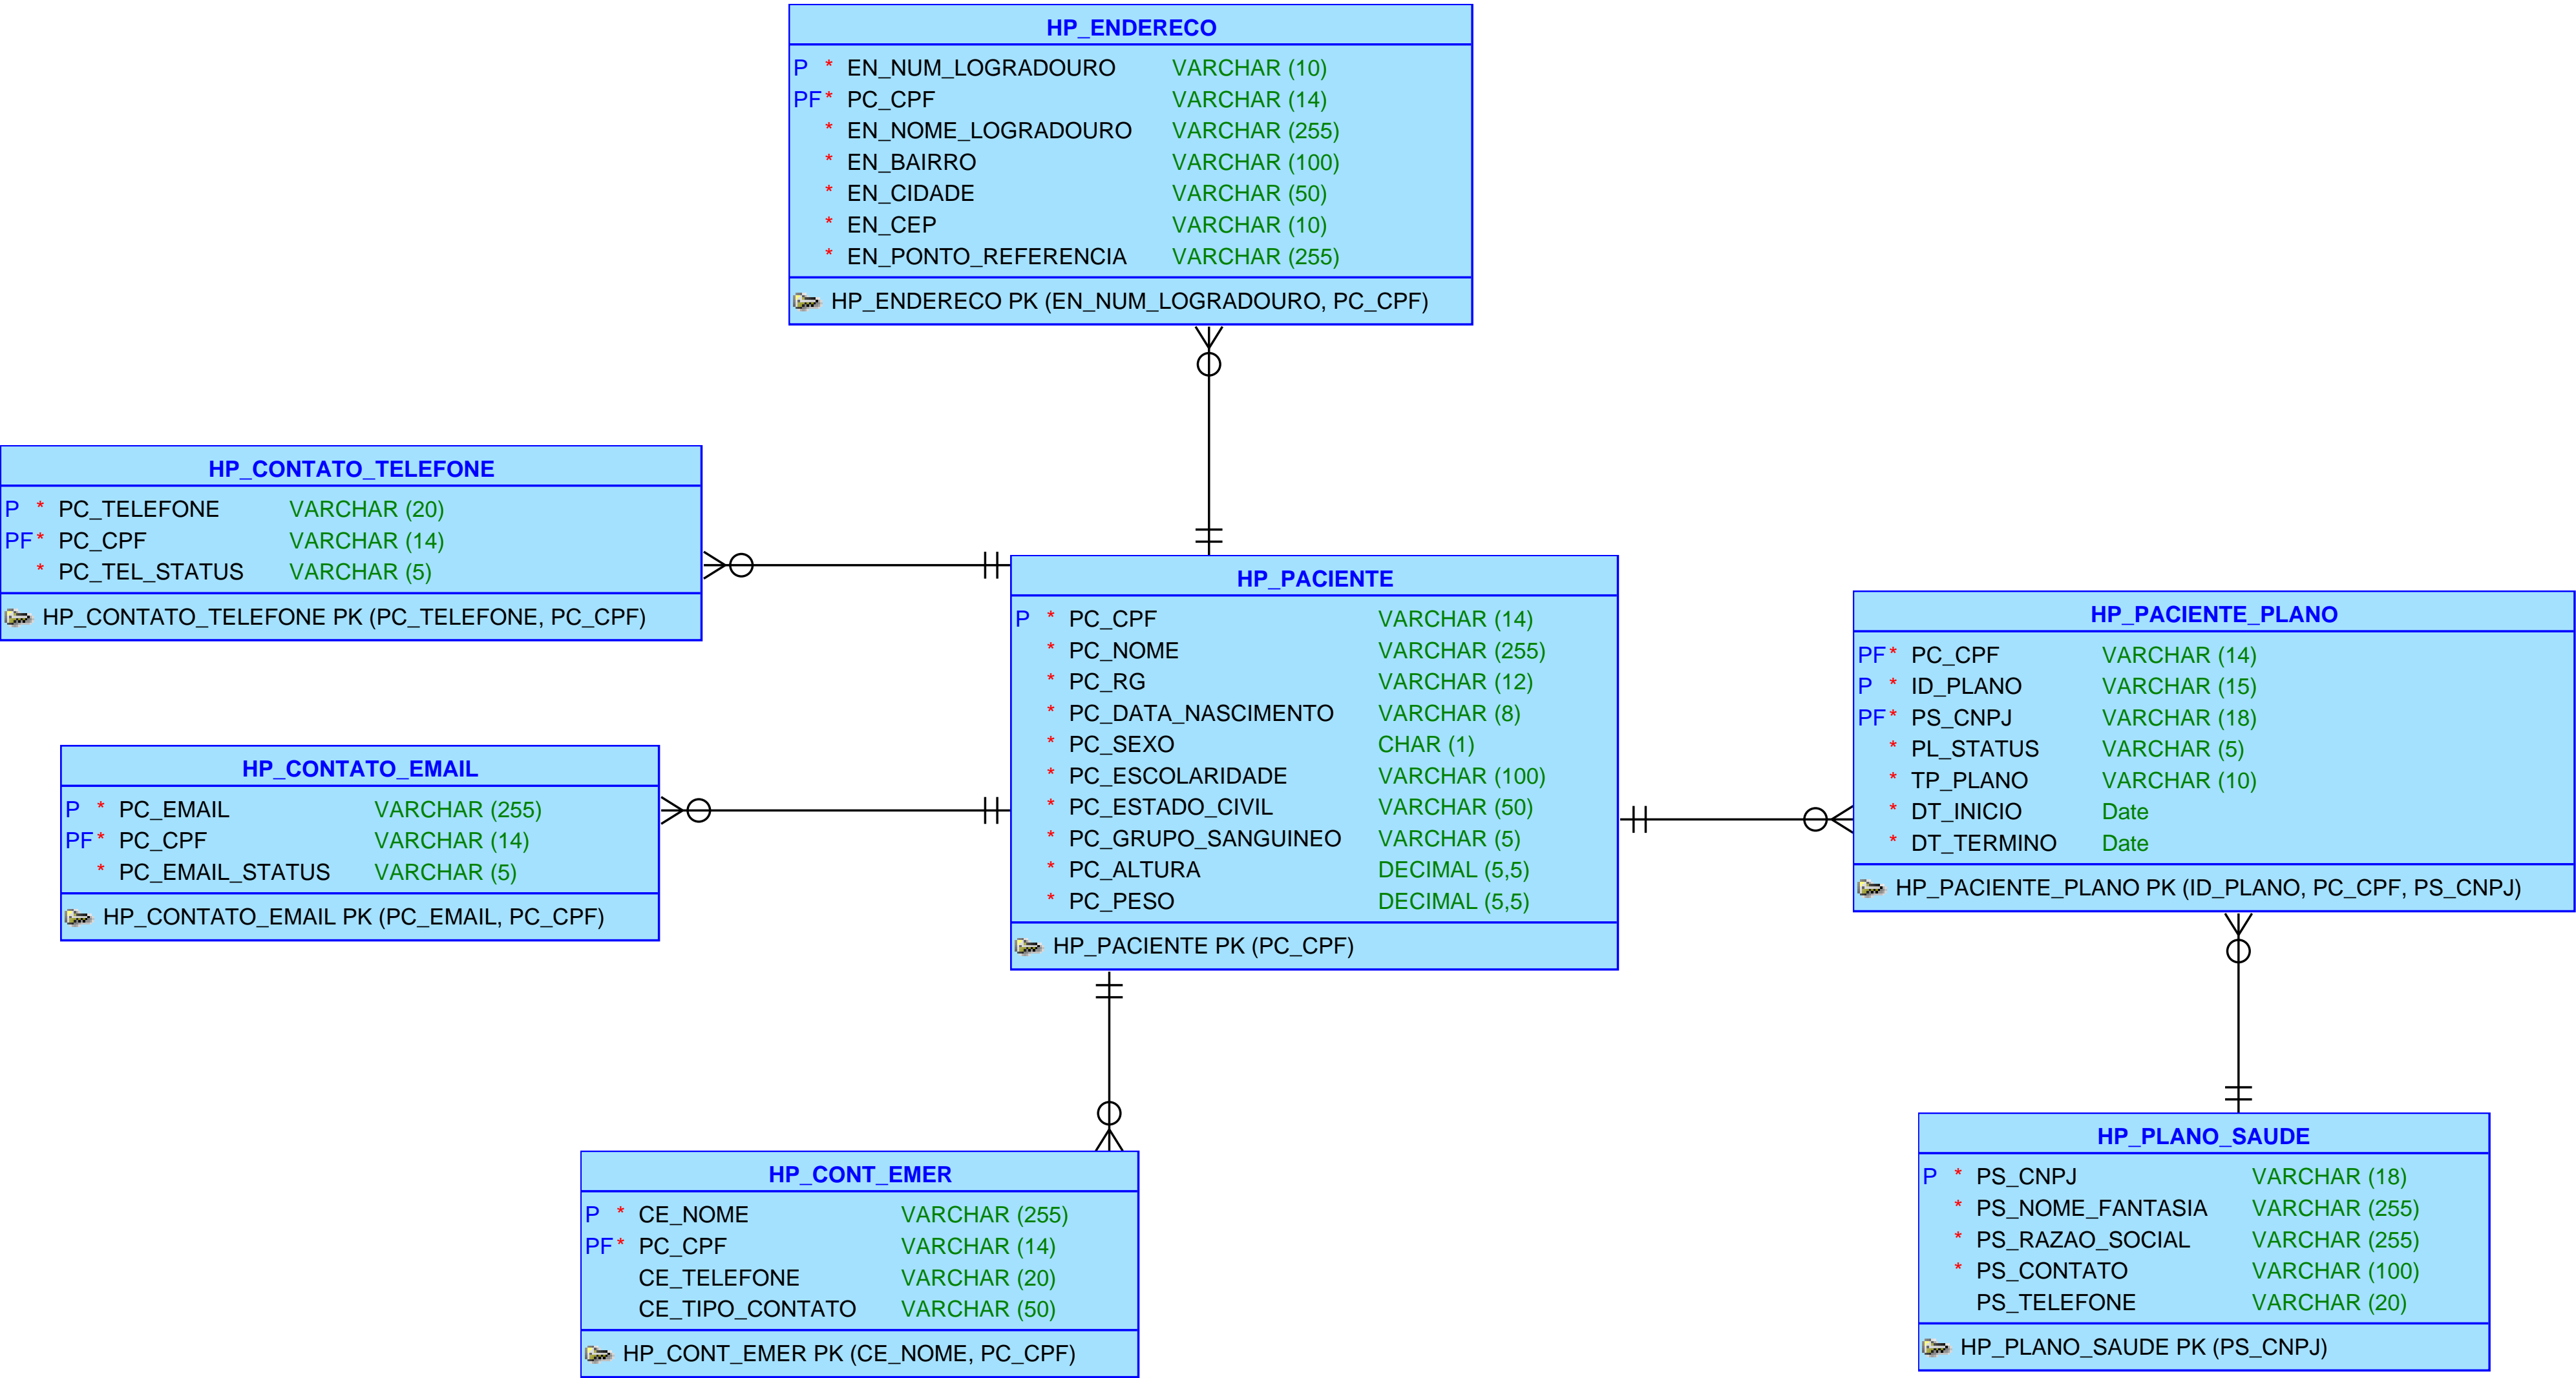 HP_ENDERECO
P * EN_NUM_LOGRADOURO VARCHAR (10)
PF * PC_CPF VARCHAR (14)
* EN_NOME_LOGRADOURO VARCHAR (255)
* EN_BAIRRO VARCHAR (100)
* EN_CIDADE VARCHAR (50)
* EN_CEP VARCHAR (10)
* EN_PONTO_REFERENCIA VARCHAR (255)
HP_ENDERECO PK (EN_NUM_LOGRADOURO, PC_CPF)
HP_CONTATO_TELEFONE
P * PC_TELEFONE VARCHAR (20)
PF * PC_CPF VARCHAR (14)
* PC_TEL_STATUS VARCHAR (5)
HP_CONTATO_TELEFONE PK (PC_TELEFONE, PC_CPF)
HP_PACIENTE
P * PC_CPF VARCHAR (14)
* PC_NOME VARCHAR (255)
* PC_RG VARCHAR (12)
* PC_DATA_NASCIMENTO VARCHAR (8)
* PC_SEXO CHAR (1)
* PC_ESCOLARIDADE VARCHAR (100)
* PC_ESTADO_CIVIL VARCHAR (50)
* PC_GRUPO_SANGUINEO VARCHAR (5)
* PC_ALTURA DECIMAL (5,5)
* PC_PESO DECIMAL (5,5)
HP_PACIENTE PK (PC_CPF)
HP_PACIENTE_PLANO
PF * PC_CPF VARCHAR (14)
P * ID_PLANO VARCHAR (15)
PF * PS_CNPJ VARCHAR (18)
* PL_STATUS VARCHAR (5)
* TP_PLANO VARCHAR (10)
* DT_INICIO Date
* DT_TERMINO Date
HP_PACIENTE_PLANO PK (ID_PLANO, PC_CPF, PS_CNPJ)
HP_CONTATO_EMAIL
P * PC_EMAIL VARCHAR (255)
PF * PC_CPF VARCHAR (14)
* PC_EMAIL_STATUS VARCHAR (5)
HP_CONTATO_EMAIL PK (PC_EMAIL, PC_CPF)
HP_CONT_EMER
P * CE_NOME VARCHAR (255)
PF * PC_CPF VARCHAR (14)
CE_TELEFONE VARCHAR (20)
CE_TIPO_CONTATO VARCHAR (50)
HP_CONT_EMER PK (CE_NOME, PC_CPF)
HP_PLANO_SAUDE
P * PS_CNPJ VARCHAR (18)
* PS_NOME_FANTASIA VARCHAR (255)
* PS_RAZAO_SOCIAL VARCHAR (255)
* PS_CONTATO VARCHAR (100)
PS_TELEFONE VARCHAR (20)
HP_PLANO_SAUDE PK (PS_CNPJ)